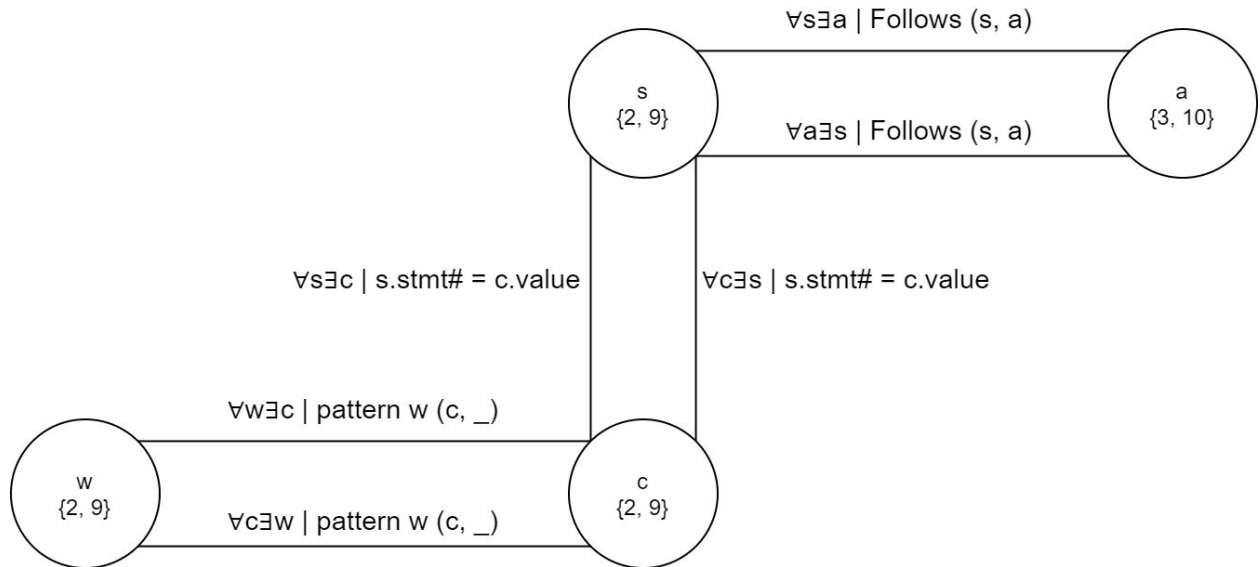 ∀s∃a | Follows (s, a)
s
{2, 9}
a
{3, 10}
∀a∃s | Follows (s, a)
∀s∃c | s.stmt# = c.value
∀c∃s | s.stmt# = c.value
∀w∃c | pattern w (c, _)
w
{2, 9}
c
{2, 9}
∀c∃w | pattern w (c, _)